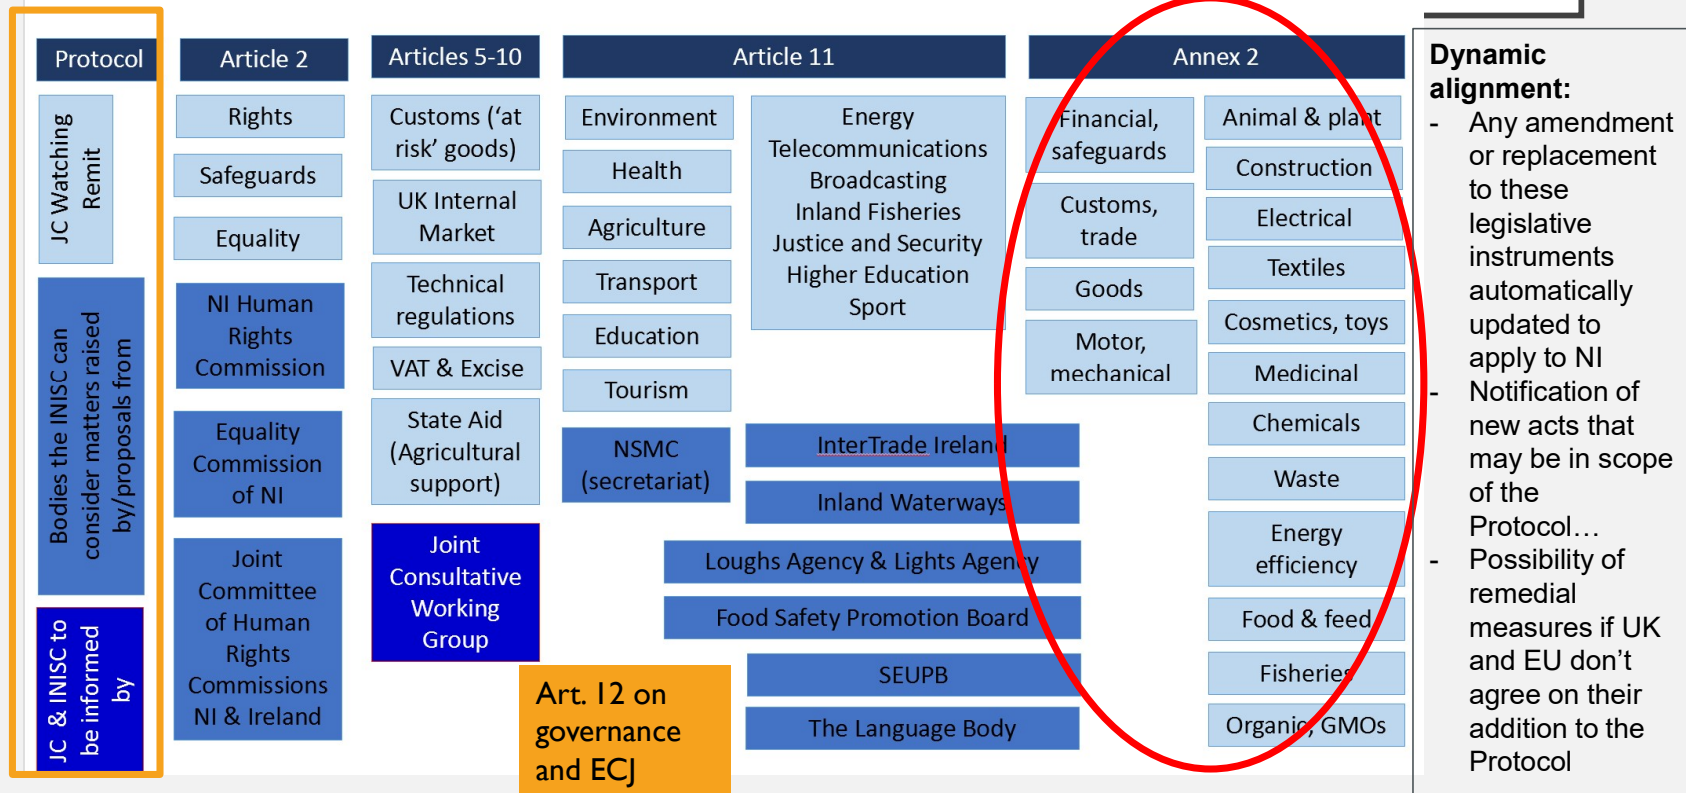 Protocol
JC Watching
Remit
Bodies the INISC can
consider matters raised
by/proposals from
JC & INISC to
be informed
by
Article 2
Rights
Safeguards
Equality
NI Human
Rights
Commission
Equality
Commission
of NI
Joint
Committee
of Human
Rights
Commissions
NI & Ireland
Articles 5-10
Customs (‘at
risk’ goods)
UK Internal
Market
Technical
regulations
VAT & Excise
State Aid
(Agricultural
support)
Joint
Consultative
Working
Group
Article 11
Environment
Health
Agriculture
Transport
Education
Tourism
NSMC
(secretariat)
Energy
Telecommunications
Broadcasting
Inland Fisheries
Justice and Security
Higher Education
Sport
InterTrade Ireland
Inland Waterways
Loughs Agency & Lights Agency
Food Safety Promotion Board
SEUPB
The Language Body
Art. 12 on
governance
and ECJ
Annex 2
Financial,
safeguards
Customs,
trade
Goods
Motor,
mechanical
Animal & plant
Construction
Electrical
Textiles
Cosmetics, toys
Medicinal
Chemicals
Waste
Energy
efficiency
Food & feed
Fisheries
Organic, GMOs
Dynamic
alignment:
- Any amendment
or replacement
to these
legislative
instruments
automatically
updated to
apply to NI
- Notification of
new acts that
may be in scope
of the
Protocol…
- Possibility of
remedial
measures if UK
and EU don’t
agree on their
addition to the
Protocol